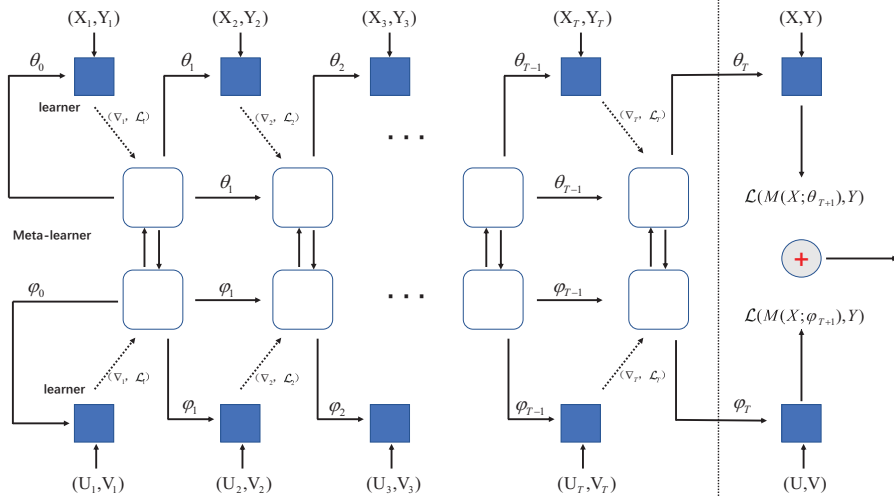 (X₁,Y₁) (X₂,Y₂) (X₃,Y₃) (X_T,Y_T) (X,Y)
θ₀ θ₁ θ₂ θ_{T−1} θ_T
learner
(∇₁, ℒ₁) (∇₂, ℒ₂) (∇_T, ℒ_T)
. . .
θ₁ θ_{T−1}
ℒ(M(X;θ_{T+1}),Y)
Meta-learner
+
φ₀ φ₁ . . . φ_{T−1}
ℒ(M(X;φ_{T+1}),Y)
(∇₁, ℒ₁) (∇₂, ℒ₂) (∇_T, ℒ_T)
learner
φ₁ φ₂ φ_{T−1} φ_T
(U₁,V₁) (U₂,V₂) (U₃,V₃) (U_T,V_T) (U,V)